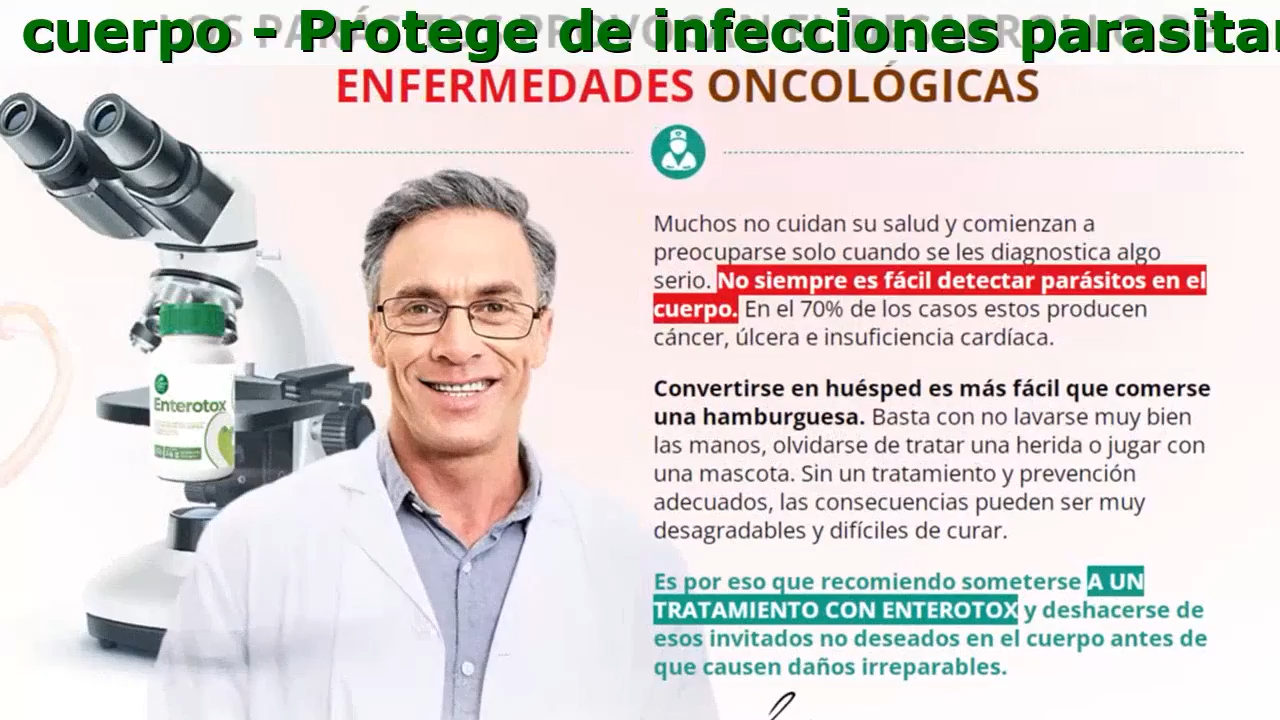 cuerpo - Protege de infecciones parasita
ENFERMEDADES ONCOLÓGICAS
Muchos no cuidan su salud y comienzan a
preocuparse solo cuando se les diagnostica algo
serio. No siempre es fácil detectar parásitos en el
cuerpo. En el 70% de los casos estos producen
cáncer, úlcera e insuficiencia cardíaca.
Convertirse en huésped es más fácil que comerse
una hamburguesa. Basta con no lavarse muy bien
las manos, olvidarse de tratar una herida o jugar con
una mascota. Sin un tratamiento y prevención
adecuados, las consecuencias pueden ser muy
desagradables y difíciles de curar.
Es por eso que recomiendo someterse A UN
TRATAMIENTO CON ENTEROTOX y deshacerse de
esos invitados no deseados en el cuerpo antes de
que causen daños irreparables.
Enterotox